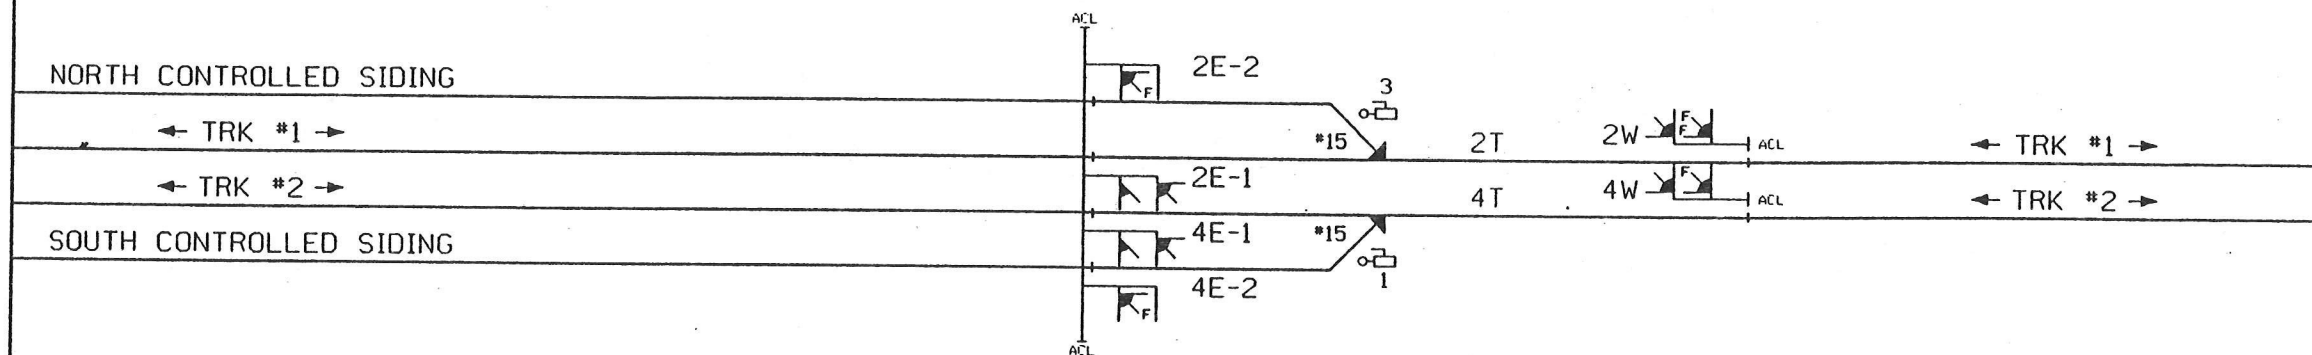 ACL
NORTH CONTROLLED SIDING
F
2E-2
3
← TRK #1 →
#15
2T
2W
F
F
ACL
← TRK #1 →
← TRK #2 →
2E-1
4T
4W
F
ACL
← TRK #2 →
SOUTH CONTROLLED SIDING
4E-1
#15
1
F
4E-2
ACL